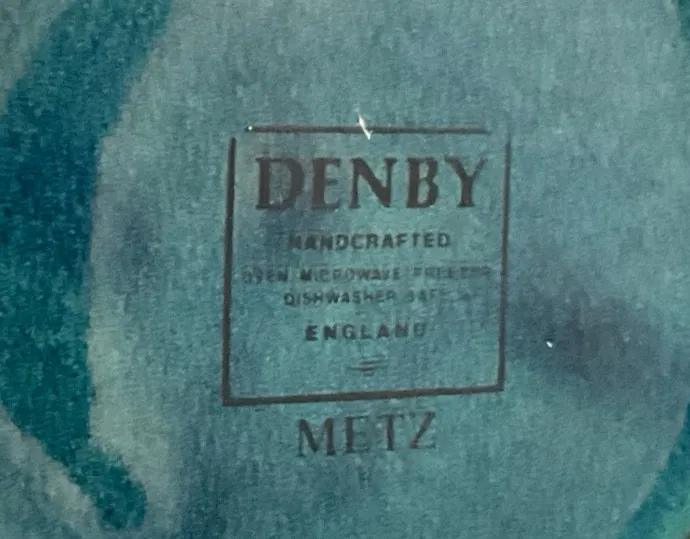 DENBY
HANDCRAFTED
OVEN MICROWAVE FREEZER
DISHWASHER SAFE
ENGLAND
METZ